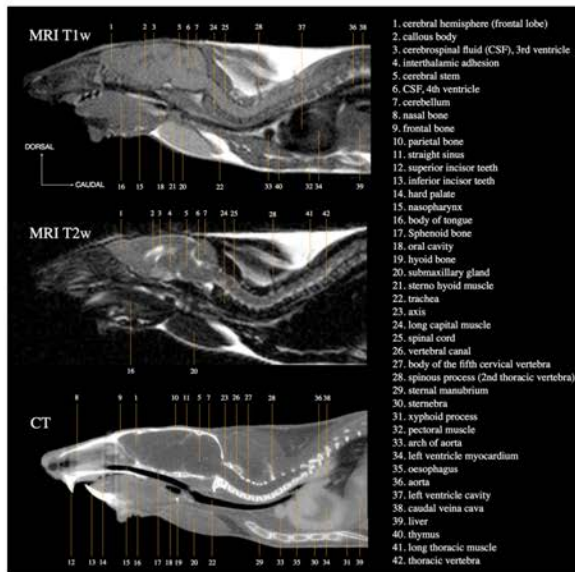 MRI T1w
1 2 3 5 6 7 24 25 28 37 36 38
DORSAL
CAUDAL
16 15 18 21 20 22 33 40 32 34 39
MRI T2w
1 2 3 4 5 6 7 24 25 28 41 42
16 20
CT
8 9 1 10 11 5 7 23 26 27 28 36 38
12 13 14 15 16 17 18 19 20 22 29 33 35 30 34 31 39
1. cerebral hemisphere (frontal lobe)
2. callous body
3. cerebrospinal fluid (CSF), 3rd ventricle
4. interthalamic adhesion
5. cerebral stem
6. CSF, 4th ventricle
7. cerebellum
8. nasal bone
9. frontal bone
10. parietal bone
11. straight sinus
12. superior incisor teeth
13. inferior incisor teeth
14. hard palate
15. nasopharynx
16. body of tongue
17. Sphenoid bone
18. oral cavity
19. hyoid bone
20. submaxillary gland
21. sterno hyoid muscle
22. trachea
23. axis
24. long capital muscle
25. spinal cord
26. vertebral canal
27. body of the fifth cervical vertebra
28. spinous process (2nd thoracic vertebra)
29. sternal manubrium
30. sternebra
31. xyphoid process
32. pectoral muscle
33. arch of aorta
34. left ventricle myocardium
35. oesophagus
36. aorta
37. left ventricle cavity
38. caudal veina cava
39. liver
40. thymus
41. long thoracic muscle
42. thoracic vertebra